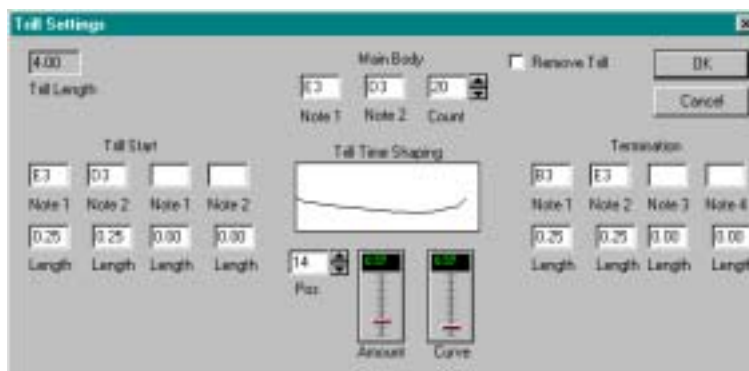 Trill Settings
4.00
Trill Length
Main Body
E3 D3 20
Note 1 Note 2 Count
Remove Trill
OK
Cancel
Trill Start
E3 D3
Note 1 Note 2 Note 1 Note 2
0.25 0.25 0.00 0.00
Length Length Length Length
Trill Time Shaping
14
Pos
Amount Curve
Termination
B3 E3
Note 1 Note 2 Note 3 Note 4
0.25 0.25 0.00 0.00
Length Length Length Lengt